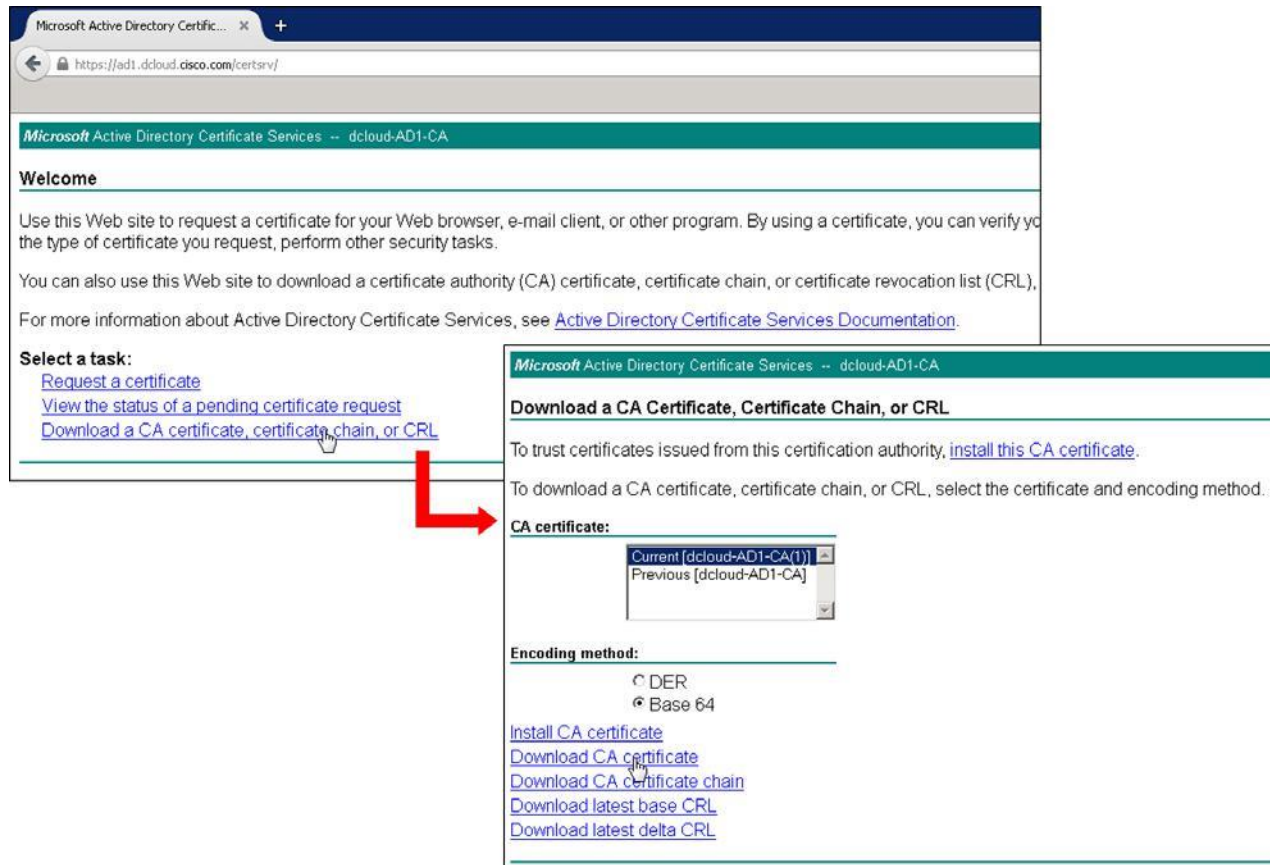 Microsoft Active Directory Certific...
https://ad1.dcloud.cisco.com/certsrv/
Microsoft Active Directory Certificate Services -- dcloud-AD1-CA
Welcome
Use this Web site to request a certificate for your Web browser, e-mail client, or other program. By using a certificate, you can verify yo
the type of certificate you request, perform other security tasks.
You can also use this Web site to download a certificate authority (CA) certificate, certificate chain, or certificate revocation list (CRL),
For more information about Active Directory Certificate Services, see Active Directory Certificate Services Documentation.
Select a task:
Request a certificate
View the status of a pending certificate request
Download a CA certificate, certificate chain, or CRL
Microsoft Active Directory Certificate Services -- dcloud-AD1-CA
Download a CA Certificate, Certificate Chain, or CRL
To trust certificates issued from this certification authority, install this CA certificate.
To download a CA certificate, certificate chain, or CRL, select the certificate and encoding method.
CA certificate:
Current [dcloud-AD1-CA(1)]
Previous [dcloud-AD1-CA]
Encoding method:
DER
Base 64
Install CA certificate
Download CA certificate
Download CA certificate chain
Download latest base CRL
Download latest delta CRL